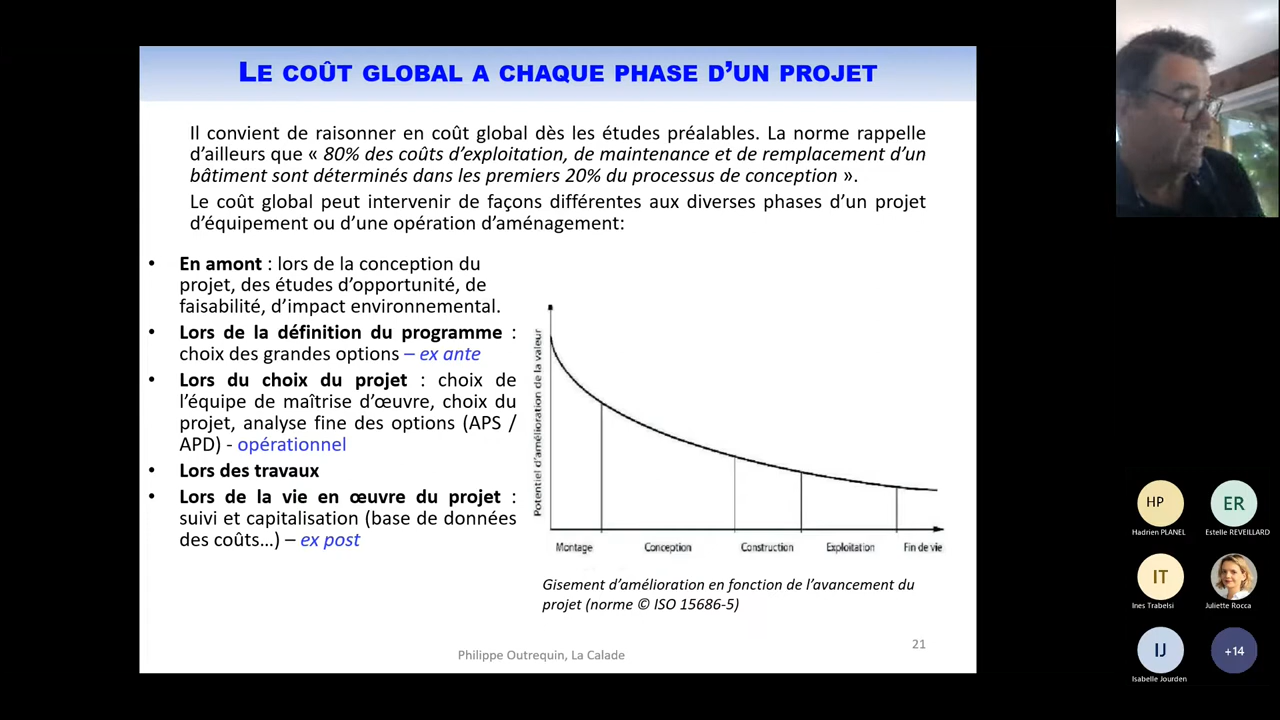 LE COÛT GLOBAL A CHAQUE PHASE D'UN PROJET
Il convient de raisonner en coût global dès les études préalables. La norme rappelle
d'ailleurs que « 80% des coûts d'exploitation, de maintenance et de remplacement d'un
bâtiment sont déterminés dans les premiers 20% du processus de conception ».
Le coût global peut intervenir de façons différentes aux diverses phases d'un projet
d'équipement ou d'une opération d'aménagement:
• En amont : lors de la conception du
projet, des études d'opportunité, de
faisabilité, d'impact environnemental.
• Lors de la définition du programme :
choix des grandes options – ex ante
• Lors du choix du projet : choix de
l'équipe de maîtrise d'œuvre, choix du
projet, analyse fine des options (APS /
APD) - opérationnel
• Lors des travaux
• Lors de la vie en œuvre du projet :
suivi et capitalisation (base de données
des coûts…) – ex post
Potentiel d'amélioration de la valeur
Montage Conception Construction Exploitation Fin de vie
Gisement d'amélioration en fonction de l'avancement du
projet (norme © ISO 15686-5)
21
Philippe Outrequin, La Calade
HP ER
Hadrien PLANEL Estelle REVEILLARD
IT
Ines Trabelsi Juliette Rocca
IJ +14
Isabelle Jourden